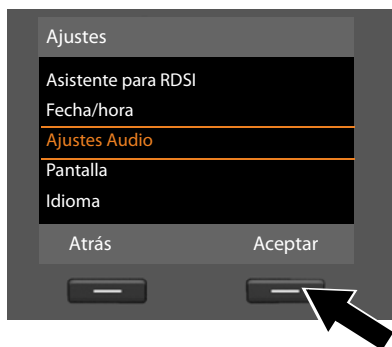 Ajustes
Asistente para RDSI
Fecha/hora
Ajustes Audio
Pantalla
Idioma
Atrás Aceptar